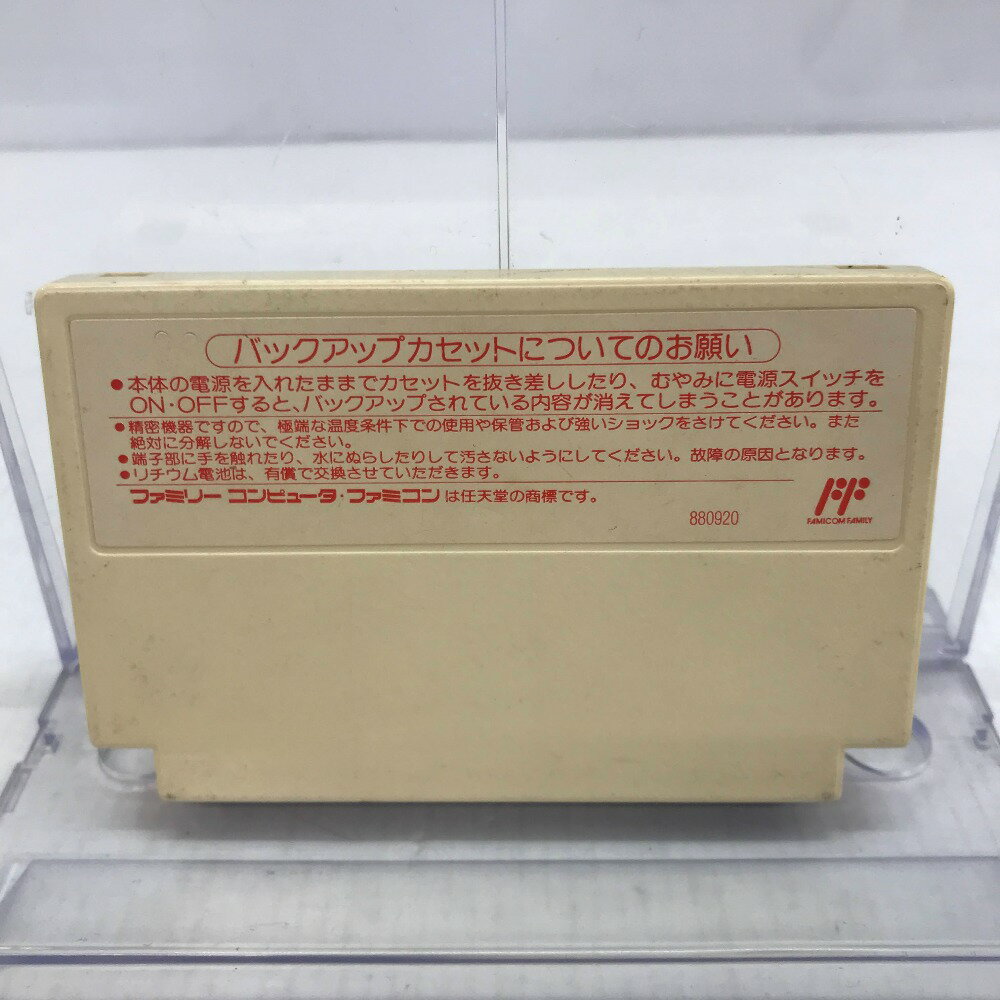 バックアップカセットについてのお願い
●本体の電源を入れたままでカセットを抜き差ししたり、むやみに電源スイッチを
ON・OFFすると、バックアップされている内容が消えてしまうことがあります。
●精密機器ですので、極端な温度条件下での使用や保管および強いショックをさけてください。また
絶対に分解しないでください。
●端子部に手を触れたり、水にぬらしたりして汚さないようにしてください。故障の原因となります。
●リチウム電池は、有償で交換させていただきます。
ファミリーコンピュータ・ファミコンは任天堂の商標です。
880920
FAMICOM FAMILY